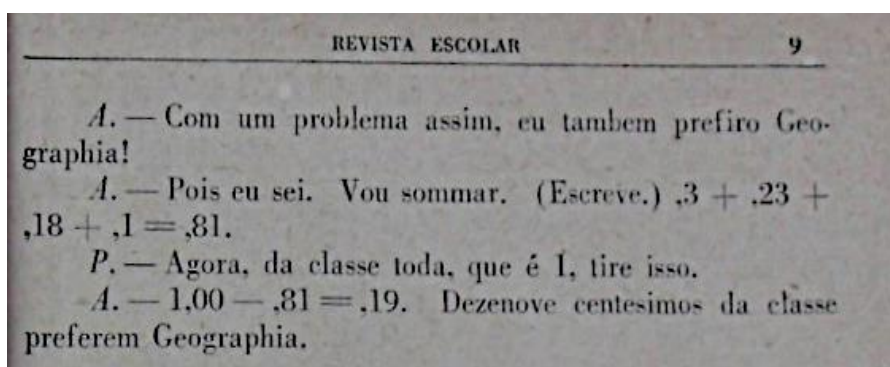 REVISTA ESCOLAR 9
A. — Com um problema assim, eu tambem prefiro Geo-
graphia!
A. — Pois eu sei. Vou sommar. (Escreve.) ,3 + ,23 +
,18 + ,1 = ,81.
P. — Agora, da classe toda, que é 1, tire isso.
A. — 1,00 — ,81 = ,19. Dezenove centesimos da classe
preferem Geographia.